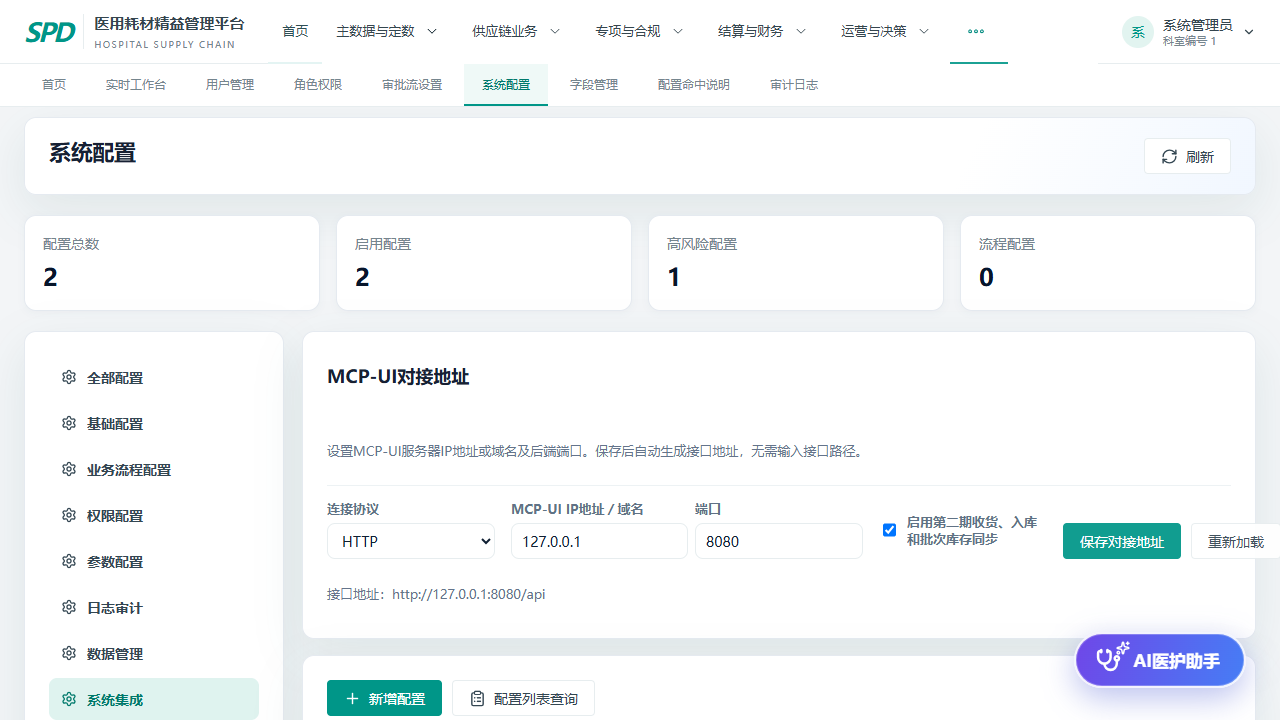 SPD
医用耗材精益管理平台
HOSPITAL SUPPLY CHAIN
首页
主数据与定数
供应链业务
专项与合规
结算与财务
运营与决策
系
系统管理员
科室编号 1
首页
实时工作台
用户管理
角色权限
审批流设置
系统配置
字段管理
配置命中说明
审计日志
系统配置
刷新
配置总数
2
启用配置
2
高风险配置
1
流程配置
0
全部配置
基础配置
业务流程配置
权限配置
参数配置
日志审计
数据管理
系统集成
MCP-UI对接地址
设置MCP-UI服务器IP地址或域名及后端端口。保存后自动生成接口地址，无需输入接口路径。
连接协议
MCP-UI IP地址 / 域名
端口
HTTP
127.0.0.1
8080
启用第二期收货、入库
和批次库存同步
保存对接地址
重新加载
接口地址：http://127.0.0.1:8080/api
AI医护助手
新增配置
配置列表查询